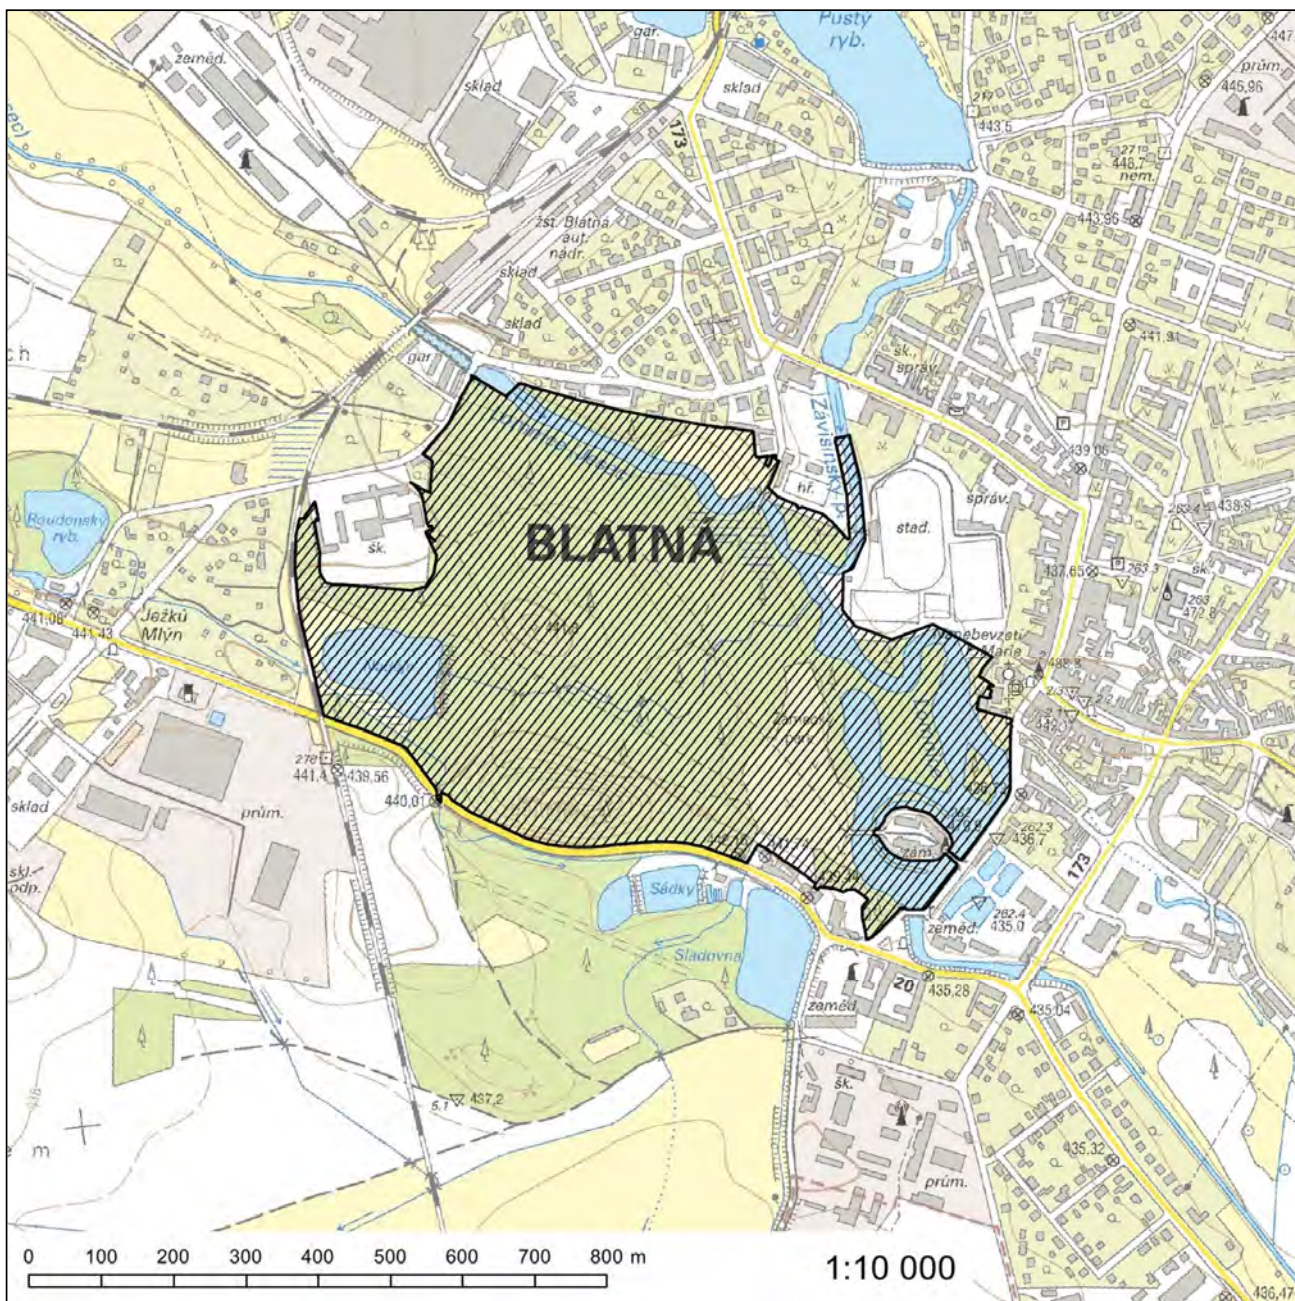 Pustý
ryb.
gar.
zeměd.
sklad
sklad
447,
prům.
446,96
217
443.5
173
271
448.7
nem.
443,96
žst. Blatná
aut.
nádr.
sklad
sklad
gar.
441,91
šk.,
správ.
Závišínský p.
439,06
hř.
stad.
správ.
438.9
263.4
BLATNÁ
šk.
Roudenský
ryb.
437,65
263.3
šk.
263
472.8
441,08
441,43
Ježků
Mlýn
Nanebevzetí
P. Marie
442.1
Zámecký
park
278
441.4
439,56
440,01
sklad
prům.
skl.
odp.
262.3
436.7
zám.
173
Sádky
262.4
435.0
zeměd.
Sladovna
20
435,28
435,04
zeměd.
šk.
5.1
437,2
435,32
prům.
438
e m
0 100 200 300 400 500 600 700 800 m
1:10 000
436,47